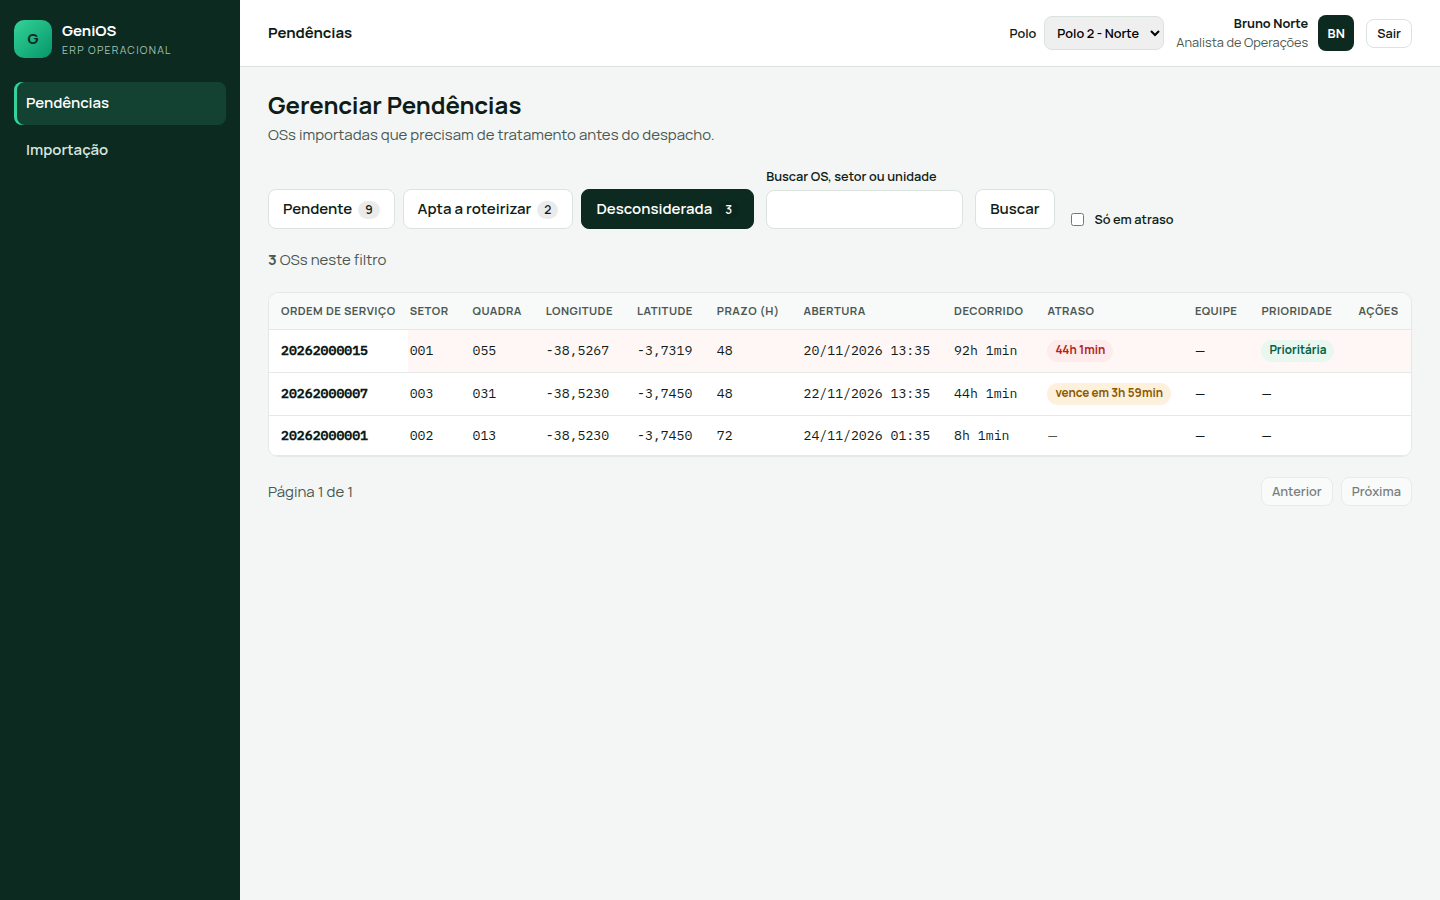 G
GeniOS
ERP OPERACIONAL
Pendências
Importação
Pendências
Polo
Polo 2 - Norte
Bruno Norte
Analista de Operações
BN
Sair
Gerenciar Pendências
OSs importadas que precisam de tratamento antes do despacho.
Pendente 9
Apta a roteirizar 2
Desconsiderada 3
Buscar OS, setor ou unidade
Buscar
Só em atraso
3 OSs neste filtro
ORDEM DE SERVIÇO SETOR QUADRA LONGITUDE LATITUDE PRAZO (H) ABERTURA DECORRIDO ATRASO EQUIPE PRIORIDADE AÇÕES
20262000015 001 055 -38,5267 -3,7319 48 20/11/2026 13:35 92h 1min 44h 1min — Prioritária
20262000007 003 031 -38,5230 -3,7450 48 22/11/2026 13:35 44h 1min vence em 3h 59min — —
20262000001 002 013 -38,5230 -3,7450 72 24/11/2026 01:35 8h 1min — — —
Página 1 de 1
Anterior
Próxima